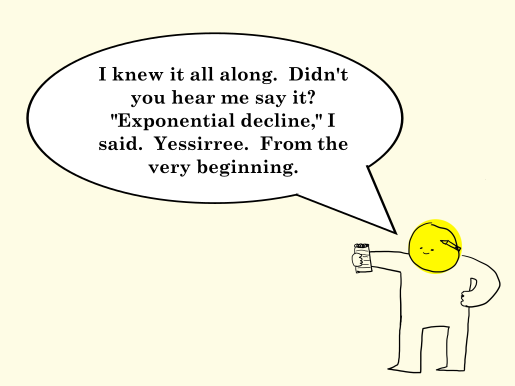 I knew it all along. Didn't
you hear me say it?
"Exponential decline," I
said. Yessirree. From the
very beginning.